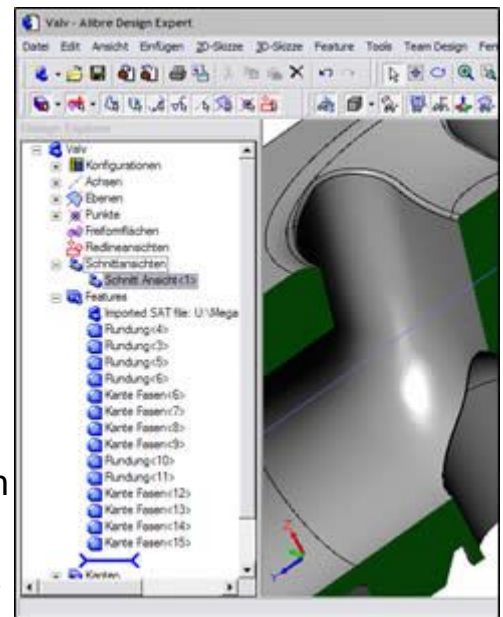 Valv - Alibre Design Expert
Datei Edit Ansicht Einfügen 2D-Skizze 3D-Skizze Feature Tools Team Design Fen
Design Explorer
Valv
Konfigurationen
Achsen
Ebenen
Punkte
Freiformflächen
Redlineansichten
Schnittansichten
Schnitt Ansicht<1>
Features
Imported SAT file: U:\Mega
Rundung<4>
Rundung<3>
Rundung<5>
Rundung<6>
Kante Fasen<6>
Kante Fasen<7>
Kante Fasen<8>
Kante Fasen<9>
Rundung<10>
Rundung<11>
Kante Fasen<12>
Kante Fasen<13>
Kante Fasen<14>
Kante Fasen<15>
Kanten
n
Z
Y